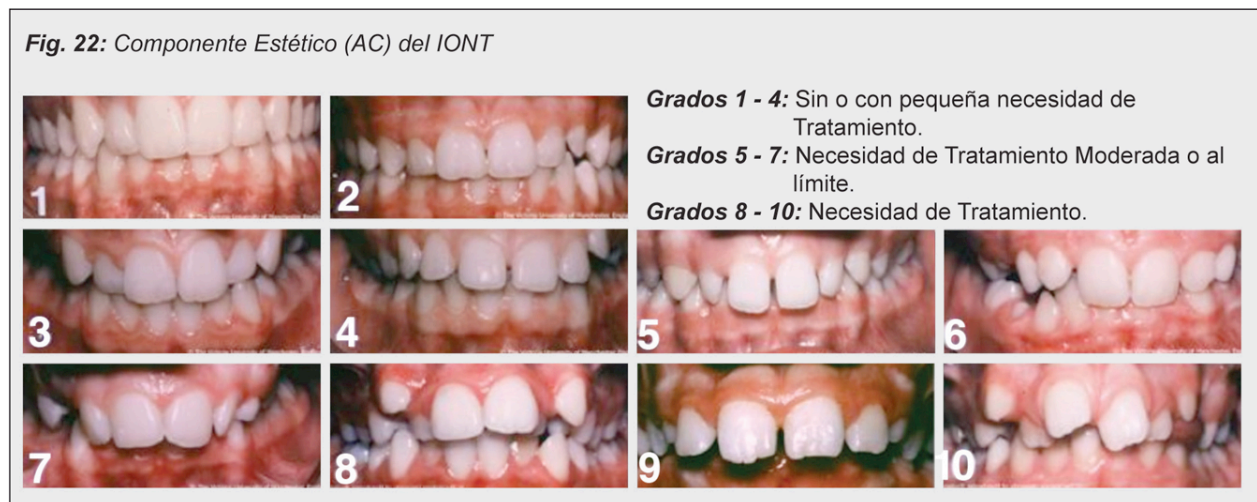 Fig. 22: Componente Estético (AC) del IONT
Grados 1 - 4: Sin o con pequeña necesidad de
Tratamiento.
Grados 5 - 7: Necesidad de Tratamiento Moderada o al
límite.
Grados 8 - 10: Necesidad de Tratamiento.
1
2
3
4
5
6
7
8
9
10